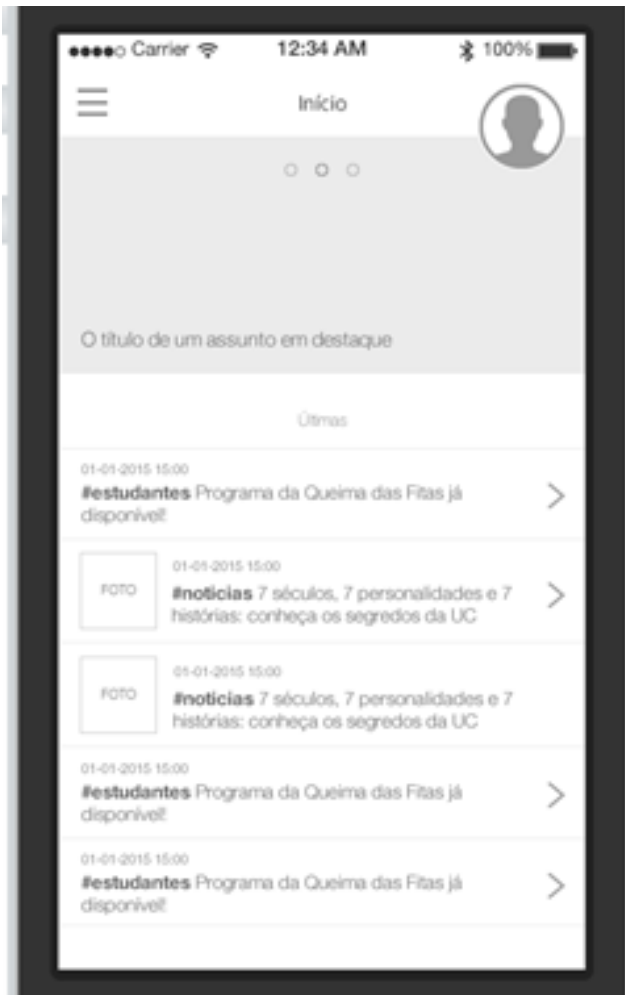 Carrier 12:34 AM 100%
Início
O título de um assunto em destaque
Útlmas
01-01-2015 15:00
#estudantes Programa da Queima das Fitas já
disponível!
FOTO
01-01-2015 15:00
#noticias 7 séculos, 7 personalidades e 7
histórias: conheça os segredos da UC
FOTO
01-01-2015 15:00
#noticias 7 séculos, 7 personalidades e 7
histórias: conheça os segredos da UC
01-01-2015 15:00
#estudantes Programa da Queima das Fitas já
disponível!
01-01-2015 15:00
#estudantes Programa da Queima das Fitas já
disponível!